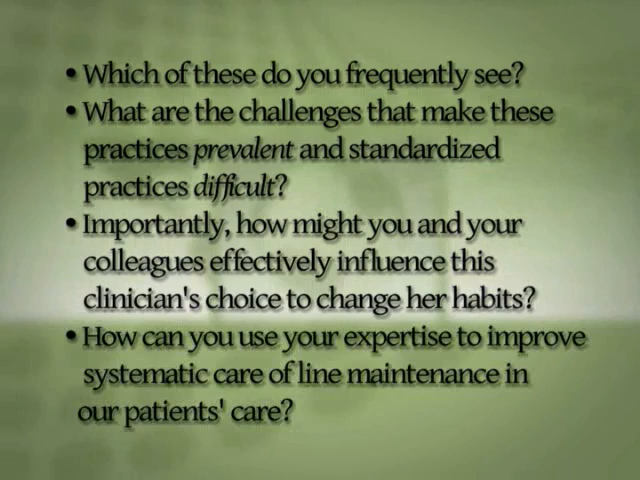 • Which of these do you frequently see?
• What are the challenges that make these
practices prevalent and standardized
practices difficult?
• Importantly, how might you and your
colleagues effectively influence this
clinician's choice to change her habits?
• How can you use your expertise to improve
systematic care of line maintenance in
our patients' care?